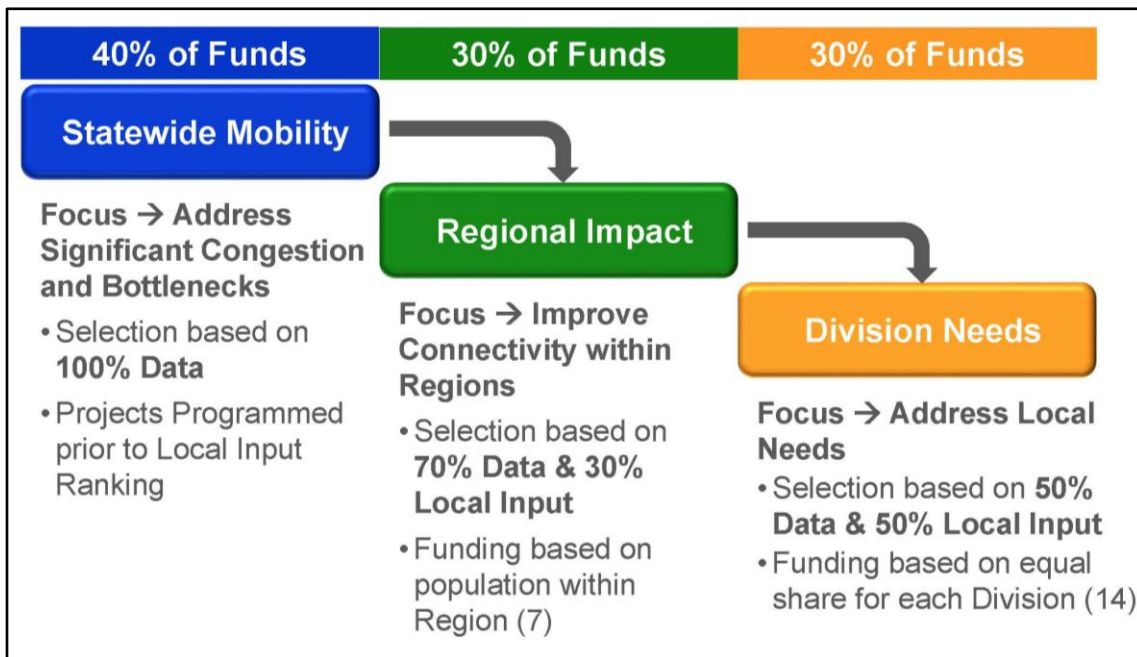 40% of Funds
30% of Funds
30% of Funds
Statewide Mobility
Focus → Address
Significant Congestion
and Bottlenecks
• Selection based on
100% Data
• Projects Programmed
prior to Local Input
Ranking
Regional Impact
Focus → Improve
Connectivity within
Regions
• Selection based on
70% Data & 30%
Local Input
• Funding based on
population within
Region (7)
Division Needs
Focus → Address Local
Needs
• Selection based on 50%
Data & 50% Local Input
• Funding based on equal
share for each Division (14)